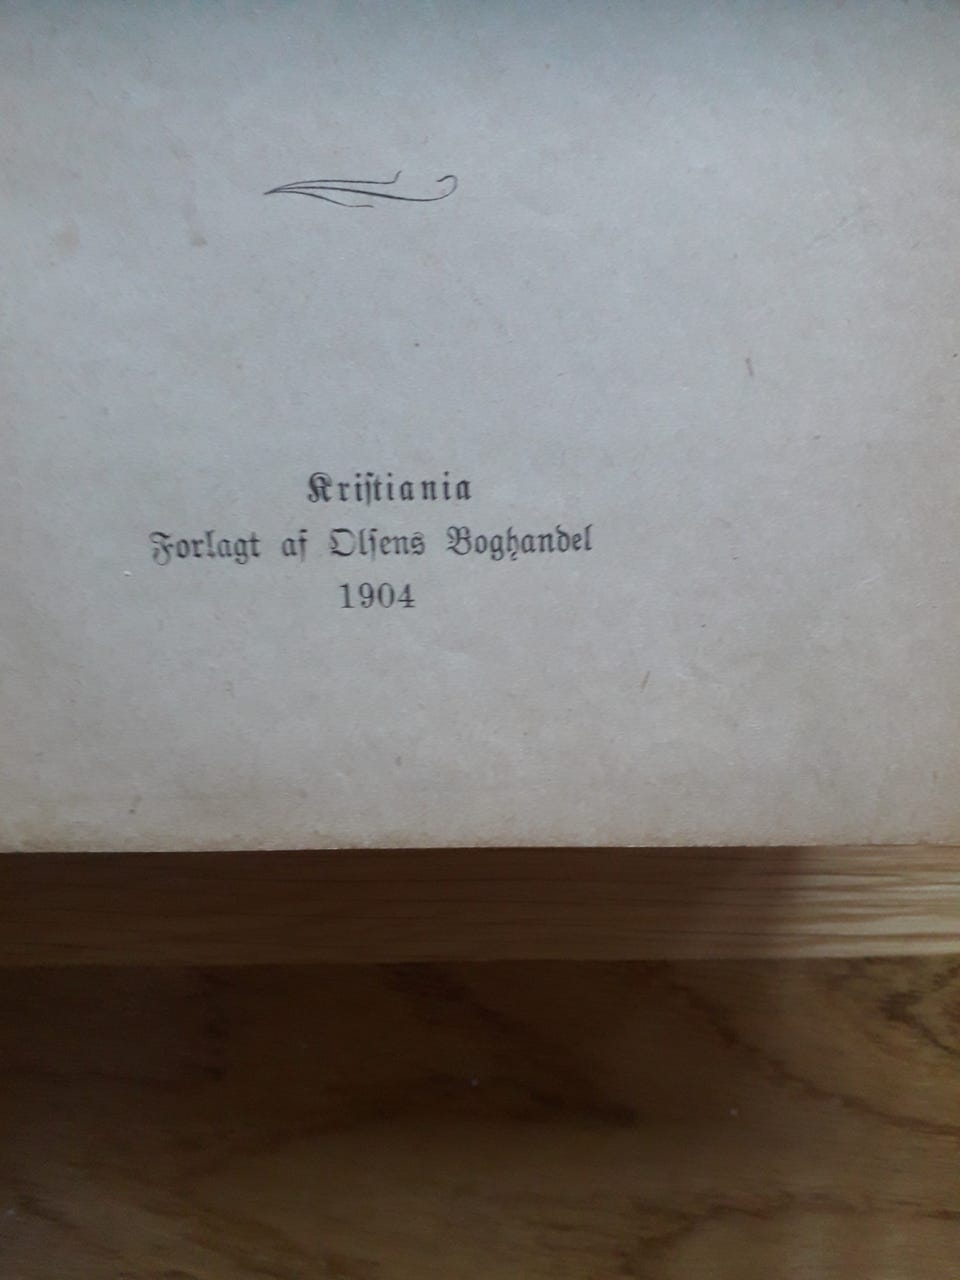 Kriſtiania
Forlagt af Olſens Boghandel
1904